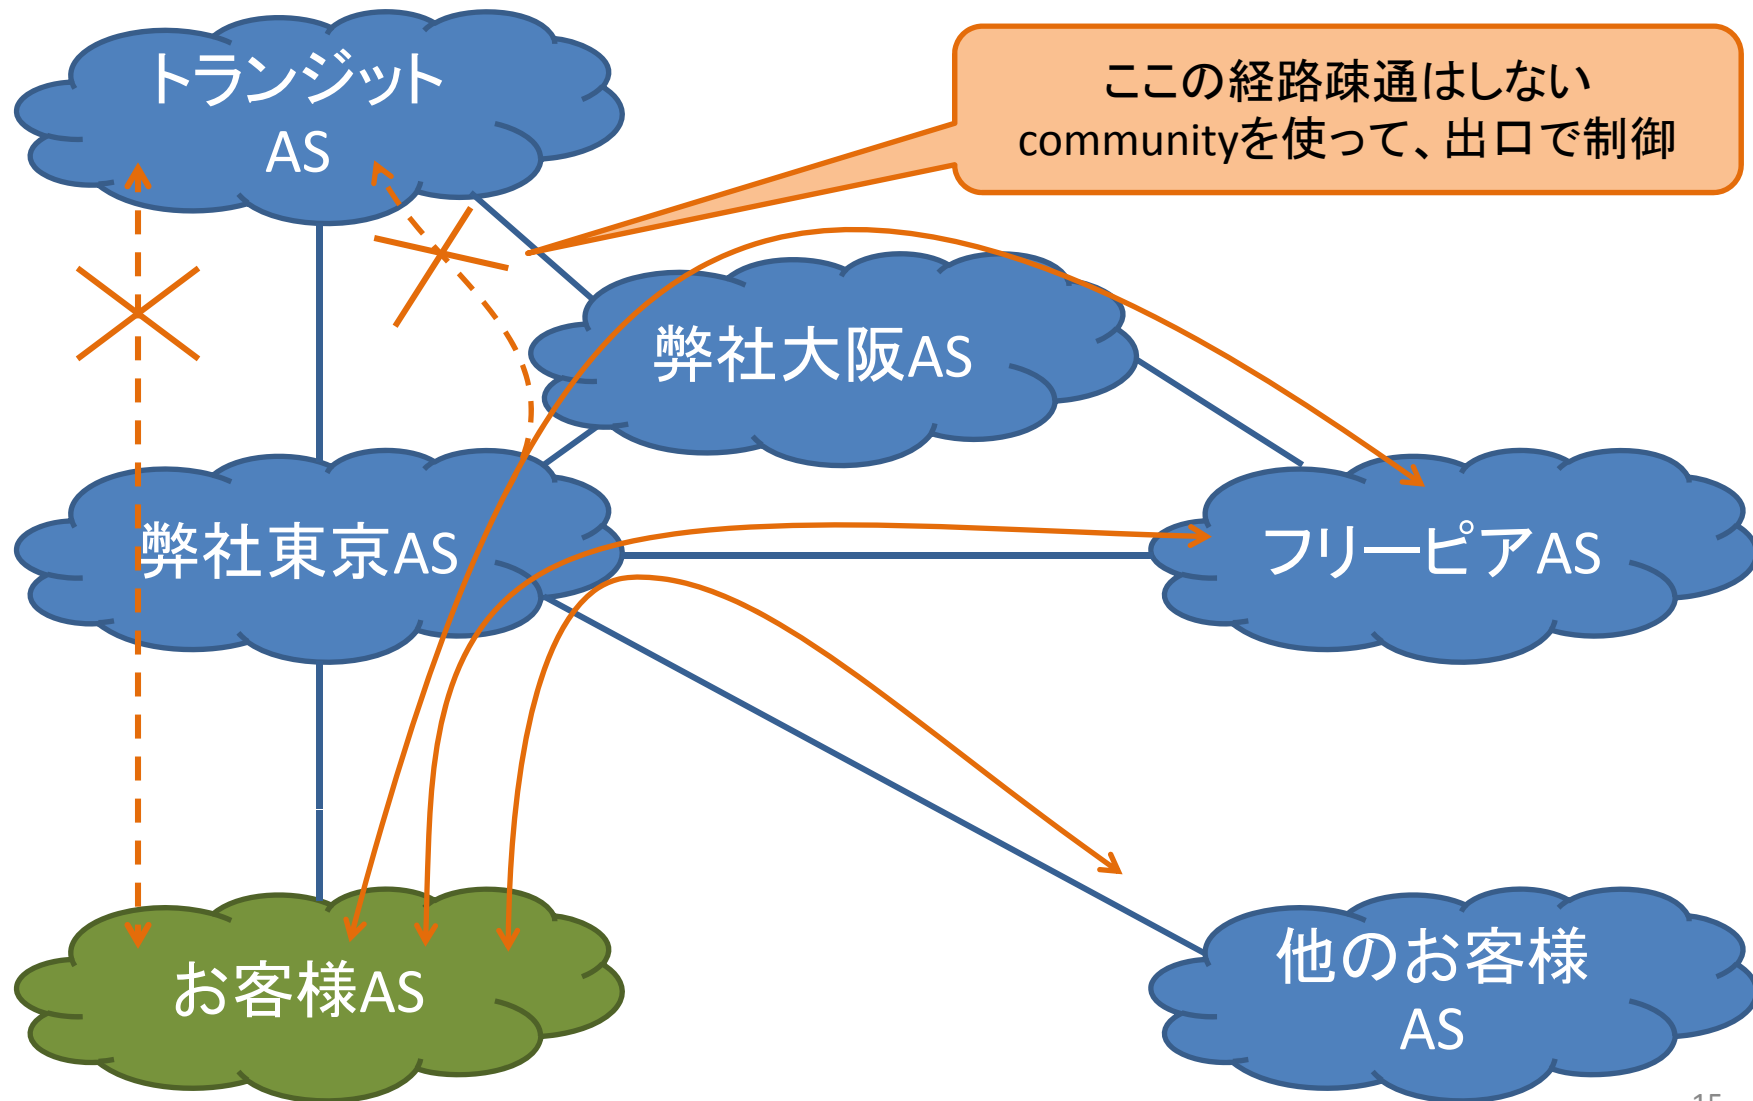 トランジット
AS
ここの経路疎通はしない
communityを使って、出口で制御
弊社大阪AS
弊社東京AS
フリーピアAS
お客様AS
他のお客様
AS
15